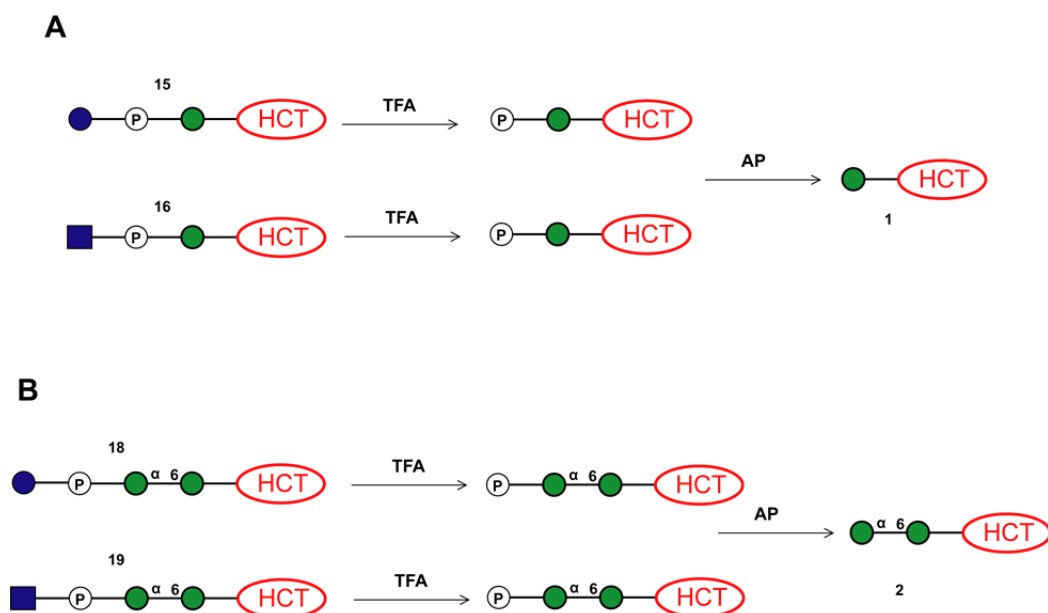 A
15
P HCT TFA P HCT
AP HCT
1
16
P HCT TFA P HCT
B
18
P α 6 HCT TFA P α 6 HCT
AP α 6 HCT
2
19
P α 6 HCT TFA P α 6 HCT